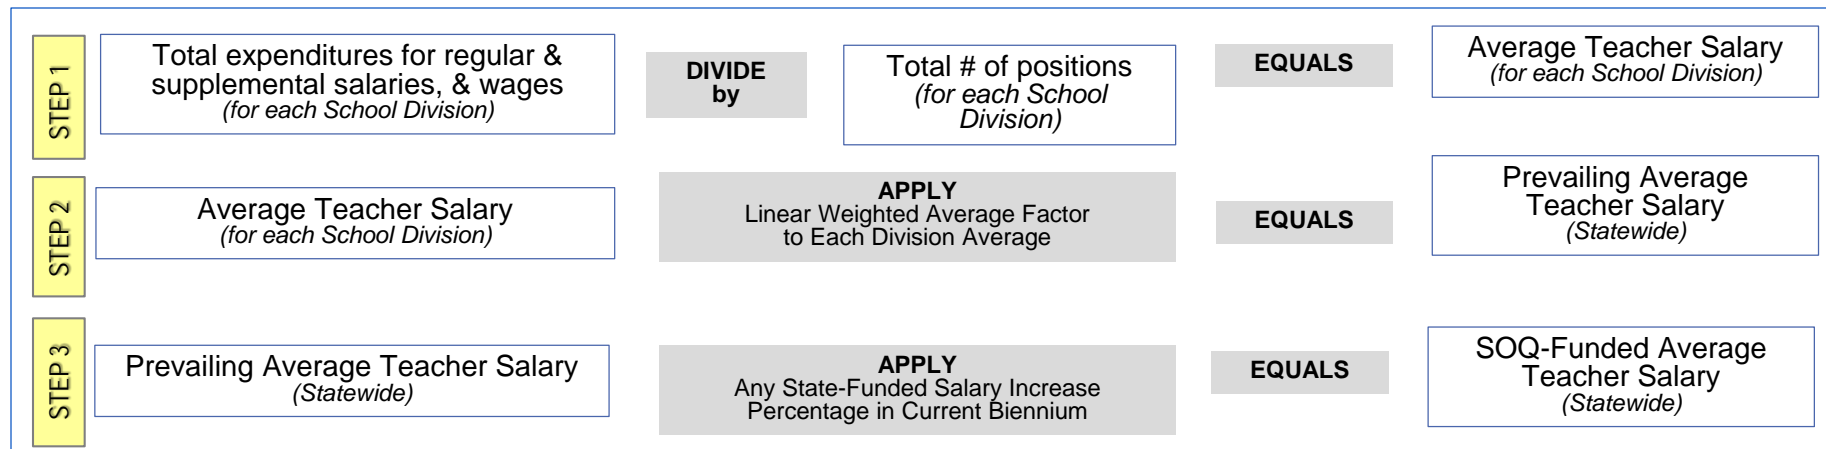 STEP 1
Total expenditures for regular &
supplemental salaries, & wages
(for each School Division)
DIVIDE
by
Total # of positions
(for each School
Division)
EQUALS
Average Teacher Salary
(for each School Division)
STEP 2
Average Teacher Salary
(for each School Division)
APPLY
Linear Weighted Average Factor
to Each Division Average
EQUALS
Prevailing Average
Teacher Salary
(Statewide)
STEP 3
Prevailing Average Teacher Salary
(Statewide)
APPLY
Any State-Funded Salary Increase
Percentage in Current Biennium
EQUALS
SOQ-Funded Average
Teacher Salary
(Statewide)